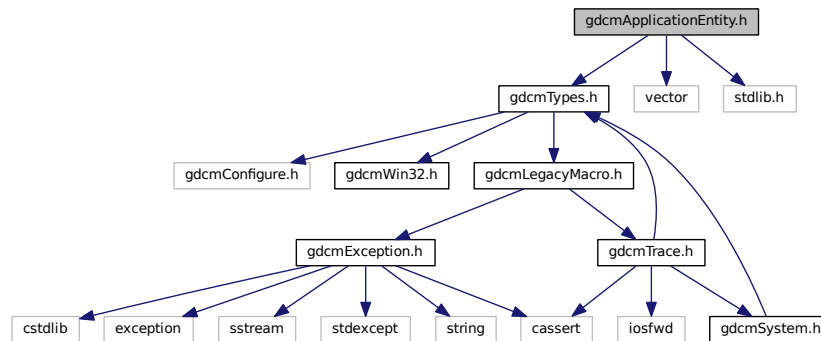 gdcmApplicationEntity.h
gdcmTypes.h
vector
stdlib.h
gdcmConfigure.h
gdcmWin32.h
gdcmLegacyMacro.h
gdcmException.h
gdcmTrace.h
cstdlib
exception
sstream
stdexcept
string
cassert
iosfwd
gdcmSystem.h